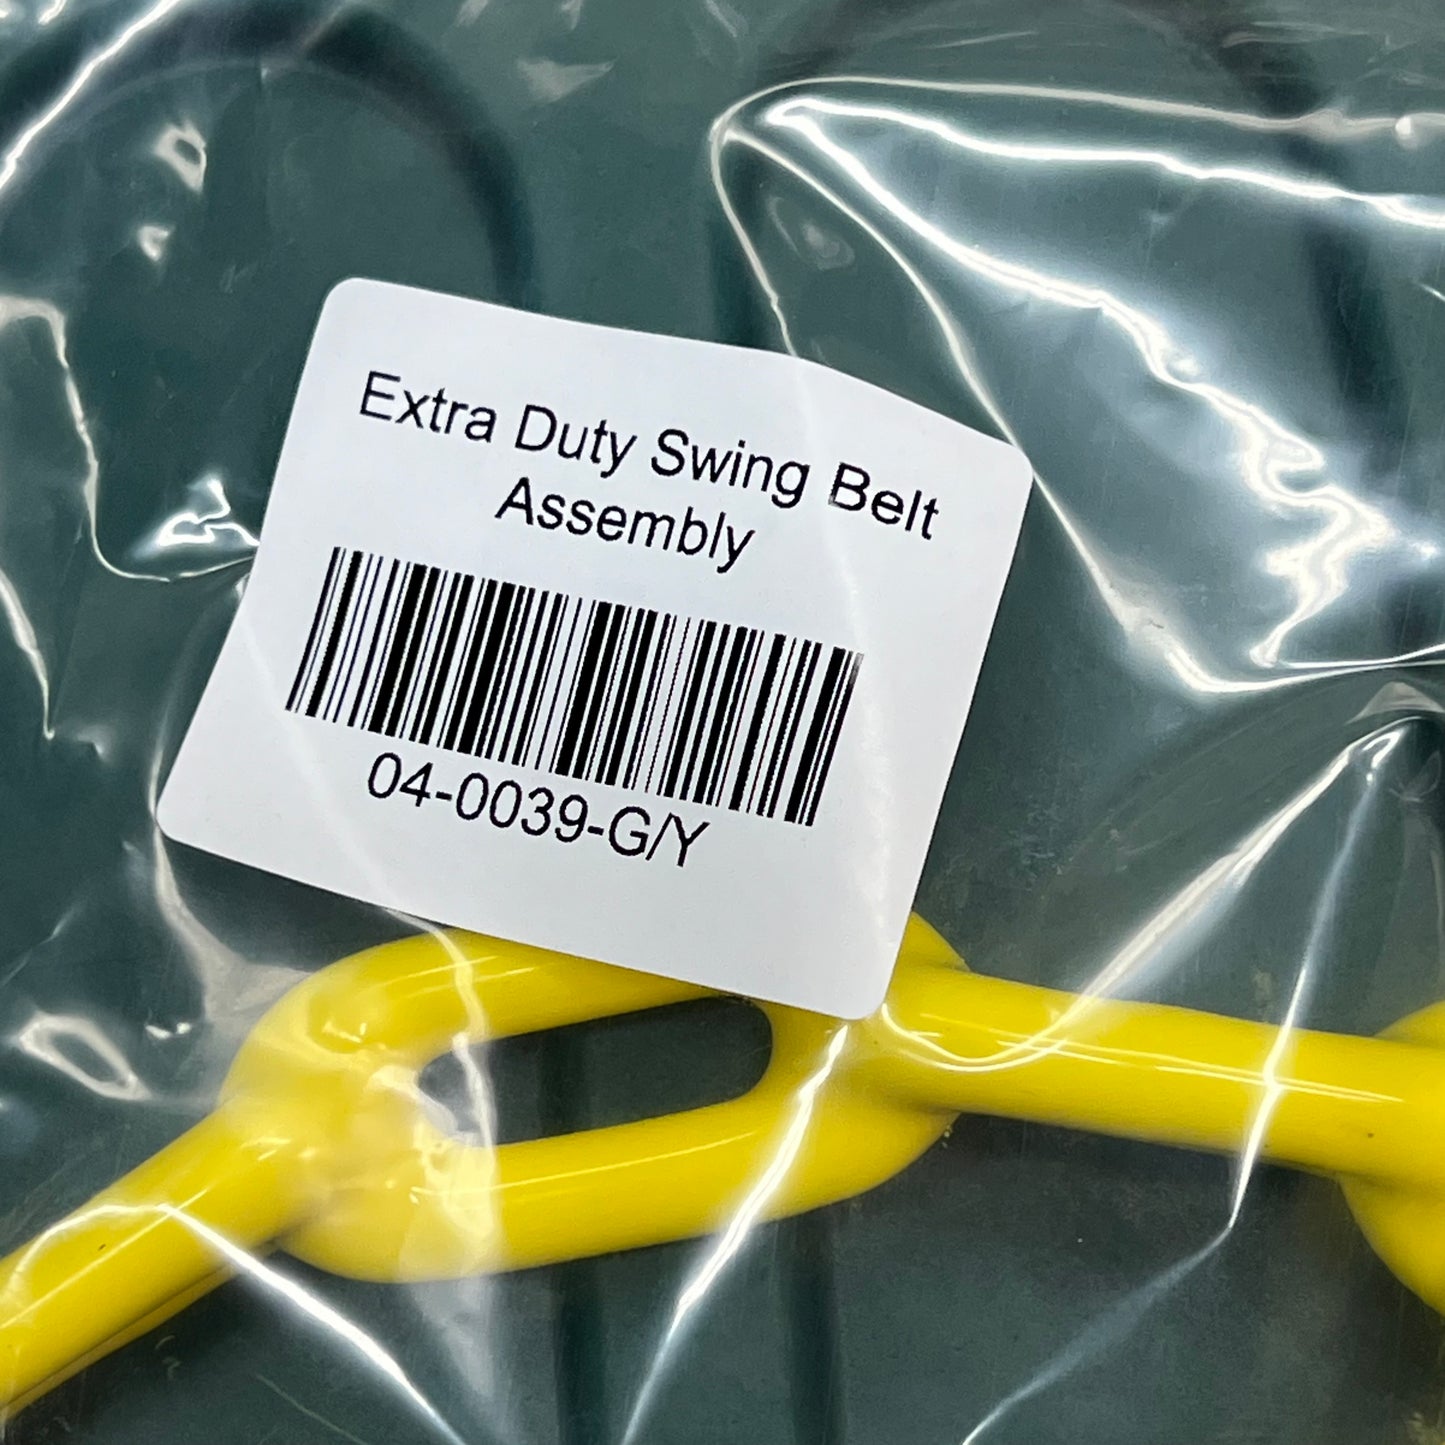 Extra Duty Swing Belt
Assembly
04-0039-G/Y